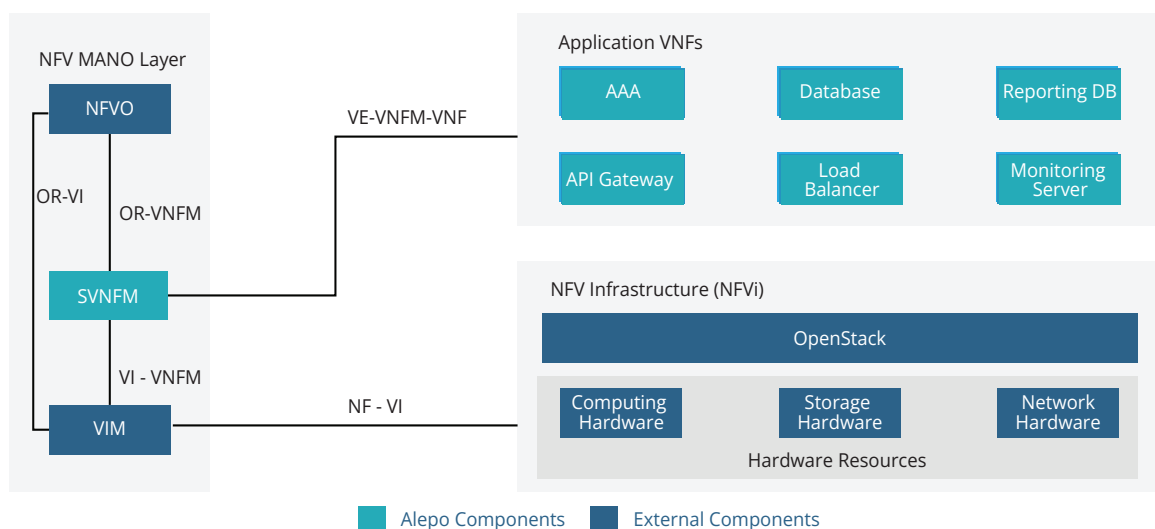 NFV MANO Layer
NFVO
OR-VI
OR-VNFM
SVNFM
VI - VNFM
VIM
VE-VNFM-VNF
NF - VI
Application VNFs
AAA
Database
Reporting DB
API Gateway
Load
Balancer
Monitoring
Server
NFV Infrastructure (NFVi)
OpenStack
Computing
Hardware
Storage
Hardware
Network
Hardware
Hardware Resources
Alepo Components
External Components